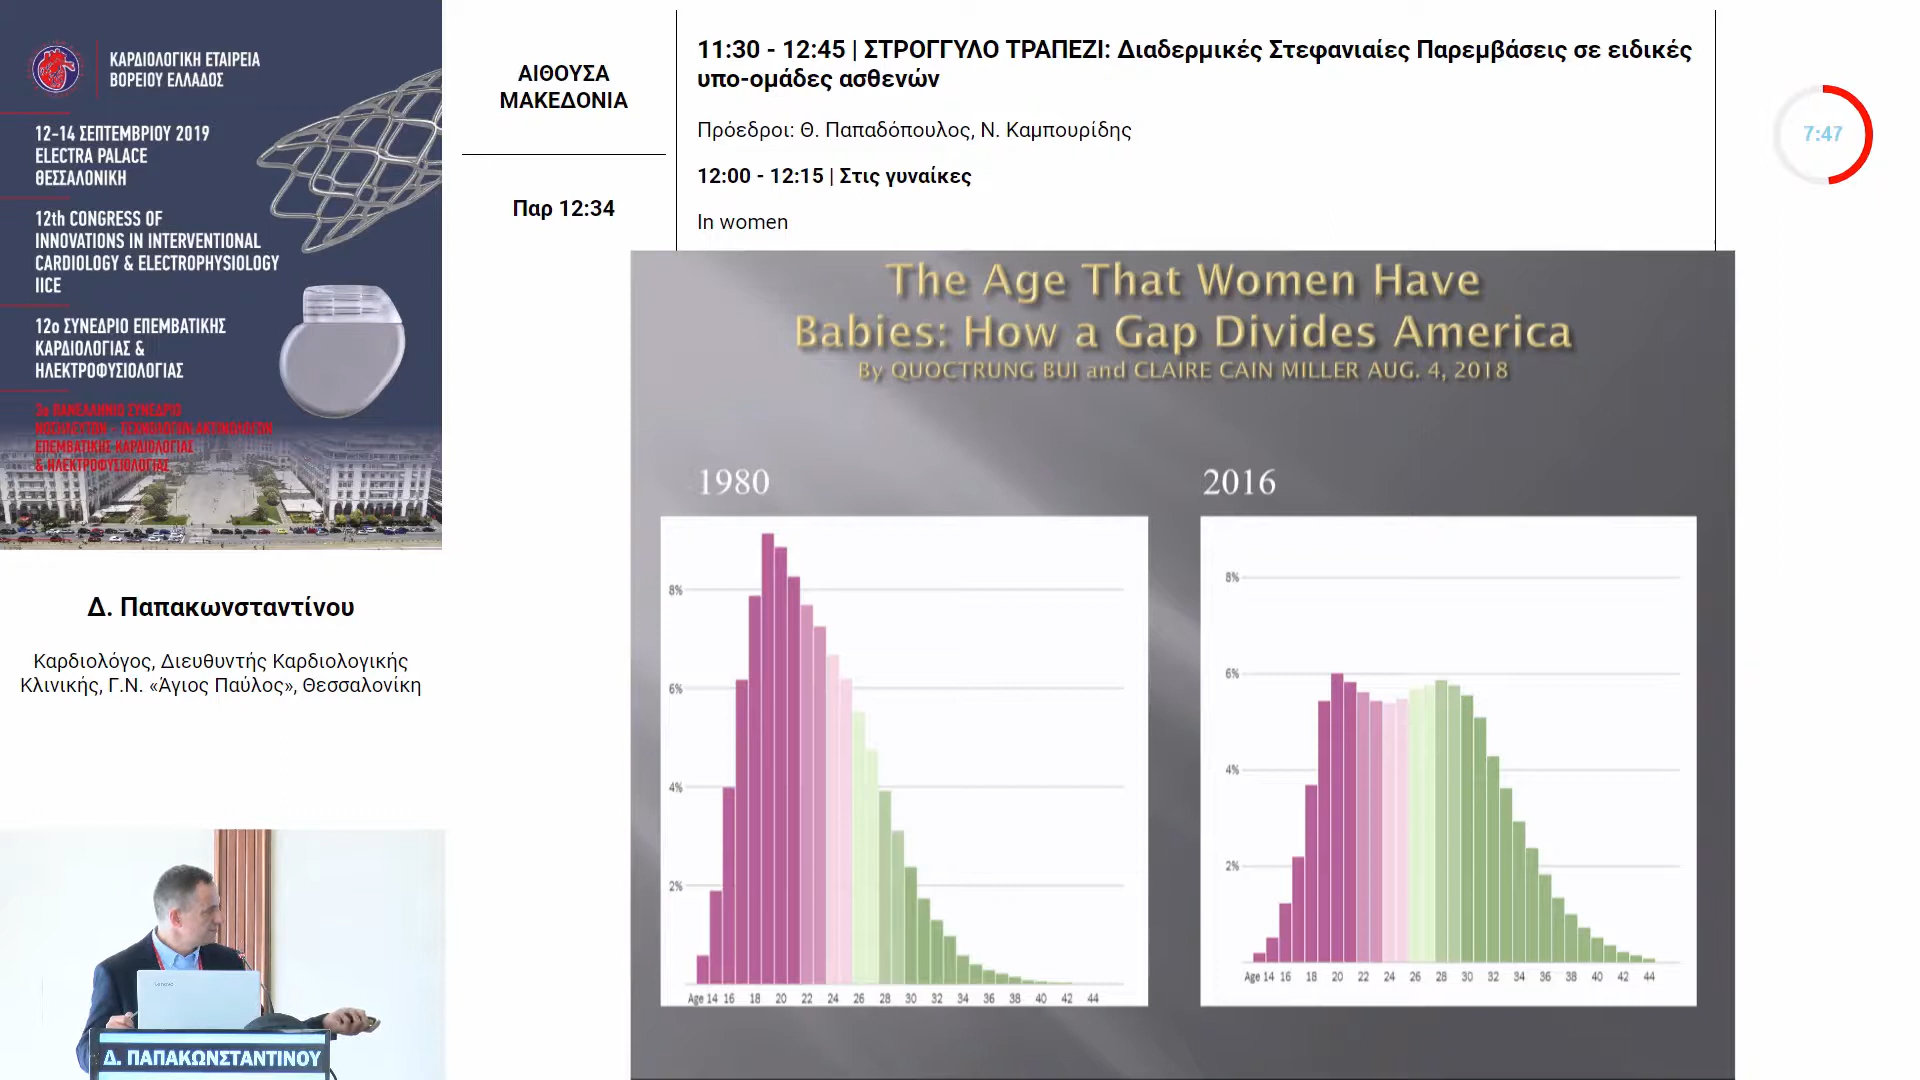 ΚΑΡΔΙΟΛΟΓΙΚΗ ΕΤΑΙΡΕΙΑ
ΒΟΡΕΙΟΥ ΕΛΛΑΔΟΣ
12-14 ΣΕΠΤΕΜΒΡΙΟΥ 2019
ELECTRA PALACE
ΘΕΣΣΑΛΟΝΙΚΗ
12th CONGRESS OF
INNOVATIONS IN INTERVENTIONAL
CARDIOLOGY & ELECTROPHYSIOLOGY
IICE
12ο ΣΥΝΕΔΡΙΟ ΕΠΕΜΒΑΤΙΚΗΣ
ΚΑΡΔΙΟΛΟΓΙΑΣ &
ΗΛΕΚΤΡΟΦΥΣΙΟΛΟΓΙΑΣ
3ο ΠΑΝΕΛΛΗΝΙΟ ΣΥΝΕΔΡΙΟ
ΝΟΣΗΛΕΥΤΩΝ - ΤΕΧΝΟΛΟΓΩΝ ΑΚΤΙΝΟΛΟΓΩΝ
ΕΠΕΜΒΑΤΙΚΗΣ ΚΑΡΔΙΟΛΟΓΙΑΣ
& ΗΛΕΚΤΡΟΦΥΣΙΟΛΟΓΙΑΣ
Δ. Παπακωνσταντίνου
Καρδιολόγος, Διευθυντής Καρδιολογικής
Κλινικής, Γ.Ν. «Άγιος Παύλος», Θεσσαλονίκη
Lenovo
Δ. ΠΑΠΑΚΩΝΣΤΑΝΤΙΝΟΥ
ΑΙΘΟΥΣΑ
ΜΑΚΕΔΟΝΙΑ
Παρ 12:34
11:30 - 12:45 | ΣΤΡΟΓΓΥΛΟ ΤΡΑΠΕΖΙ: Διαδερμικές Στεφανιαίες Παρεμβάσεις σε ειδικές
υπο-ομάδες ασθενών
Πρόεδροι: Θ. Παπαδόπουλος, Ν. Καμπουρίδης
12:00 - 12:15 | Στις γυναίκες
In women
7:47
The Age That Women Have
Babies: How a Gap Divides America
By QUOCTRUNG BUI and CLAIRE CAIN MILLER AUG. 4, 2018
1980
8%
6%
4%
2%
Age 14 16 18 20 22 24 26 28 30 32 34 36 38 40 42 44
2016
8%
6%
4%
2%
Age 14 16 18 20 22 24 26 28 30 32 34 36 38 40 42 44